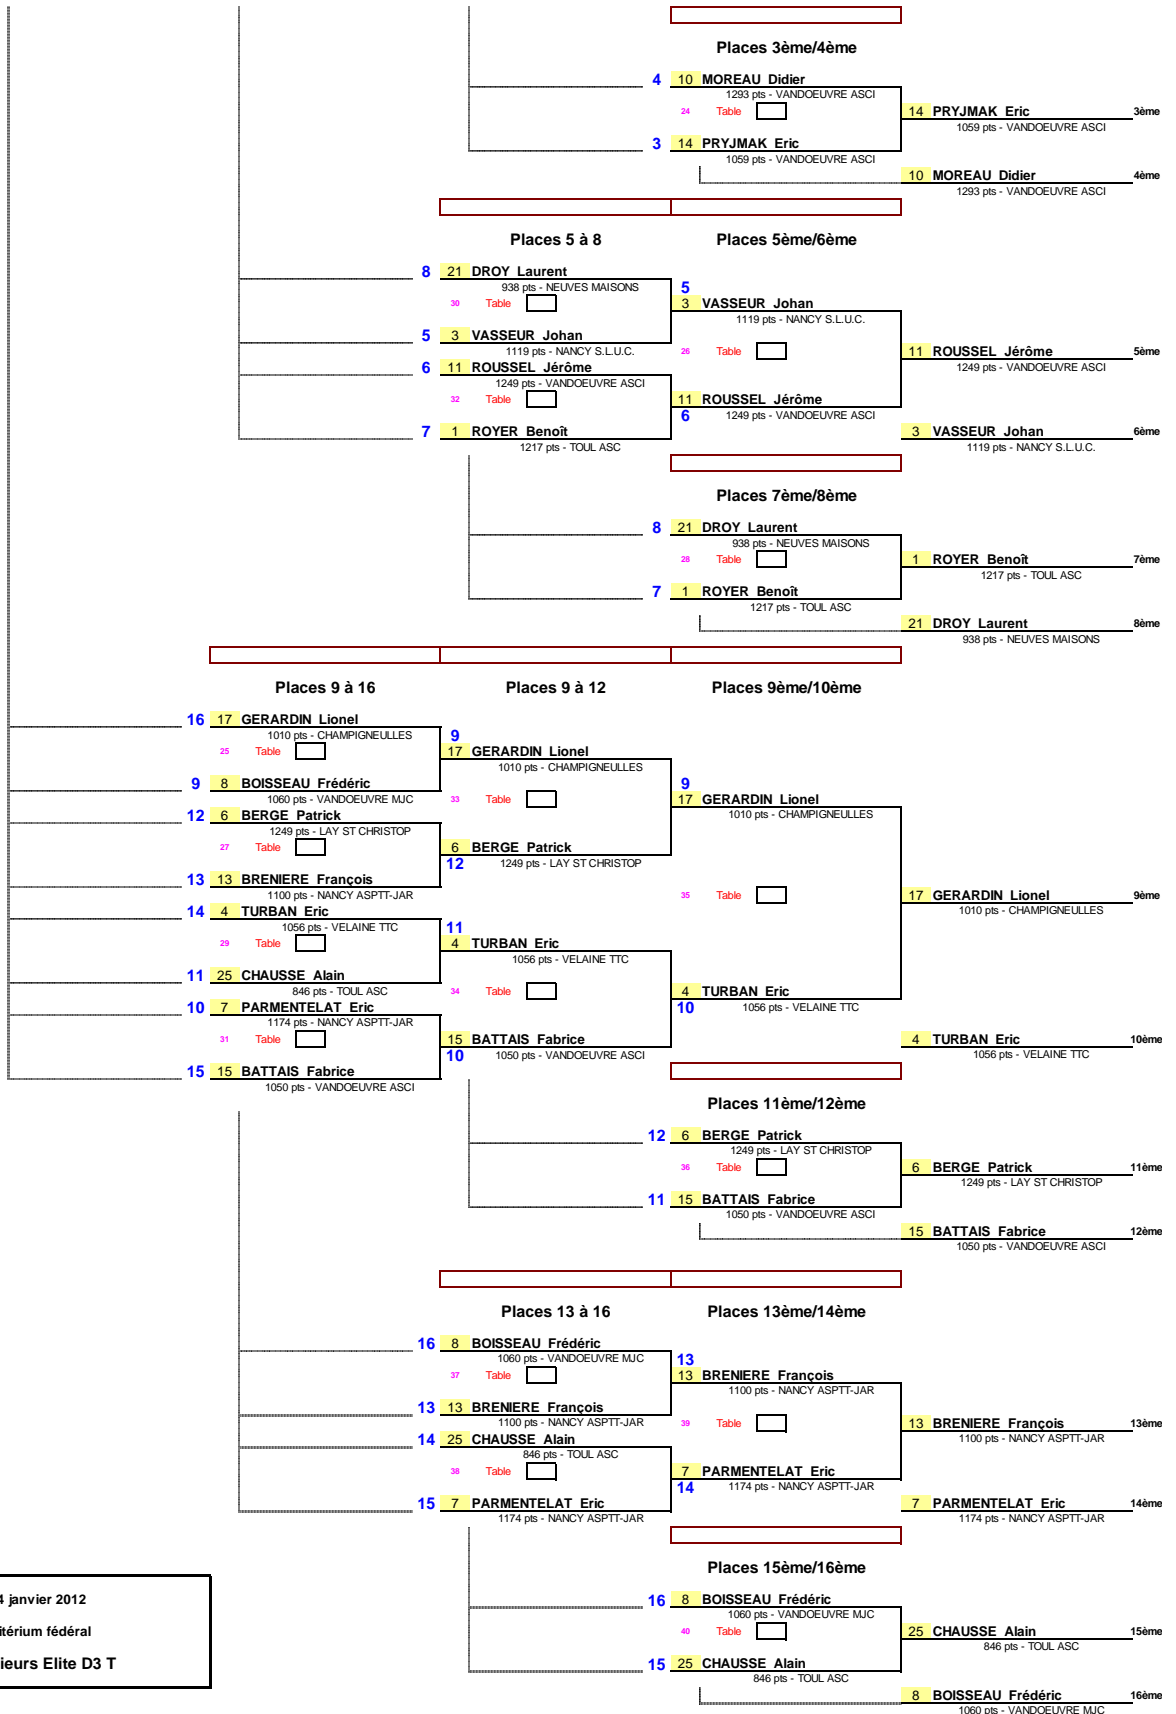 Places 3ème/4ème
4 10 MOREAU Didier
1293 pts - VANDOEUVRE ASCI
24 Table
14 PRYJMAK Eric 3ème
1059 pts - VANDOEUVRE ASCI
3 14 PRYJMAK Eric
1059 pts - VANDOEUVRE ASCI
10 MOREAU Didier 4ème
1293 pts - VANDOEUVRE ASCI
Places 5 à 8 Places 5ème/6ème
8 21 DROY Laurent
938 pts - NEUVES MAISONS
5
30 Table
3 VASSEUR Johan
1119 pts - NANCY S.L.U.C.
5 3 VASSEUR Johan
1119 pts - NANCY S.L.U.C.
26 Table
11 ROUSSEL Jérôme 5ème
1249 pts - VANDOEUVRE ASCI
6 11 ROUSSEL Jérôme
1249 pts - VANDOEUVRE ASCI
32 Table
11 ROUSSEL Jérôme
6 1249 pts - VANDOEUVRE ASCI
7 1 ROYER Benoît
1217 pts - TOUL ASC
3 VASSEUR Johan 6ème
1119 pts - NANCY S.L.U.C.
Places 7ème/8ème
8 21 DROY Laurent
938 pts - NEUVES MAISONS
28 Table
1 ROYER Benoît 7ème
1217 pts - TOUL ASC
7 1 ROYER Benoît
1217 pts - TOUL ASC
21 DROY Laurent 8ème
938 pts - NEUVES MAISONS
Places 9 à 16 Places 9 à 12 Places 9ème/10ème
16 17 GERARDIN Lionel
1010 pts - CHAMPIGNEULLES
9
25 Table
17 GERARDIN Lionel
1010 pts - CHAMPIGNEULLES
9 8 BOISSEAU Frédéric
1060 pts - VANDOEUVRE MJC
33 Table
9
17 GERARDIN Lionel
1010 pts - CHAMPIGNEULLES
12 6 BERGE Patrick
1249 pts - LAY ST CHRISTOP
27 Table
6 BERGE Patrick
12 1249 pts - LAY ST CHRISTOP
13 13 BRENIERE François
1100 pts - NANCY ASPTT-JAR
35 Table
17 GERARDIN Lionel 9ème
1010 pts - CHAMPIGNEULLES
14 4 TURBAN Eric
1056 pts - VELAINE TTC
11
29 Table
4 TURBAN Eric
1056 pts - VELAINE TTC
11 25 CHAUSSE Alain
846 pts - TOUL ASC
34 Table
4 TURBAN Eric
10 1056 pts - VELAINE TTC
10 7 PARMENTELAT Eric
1174 pts - NANCY ASPTT-JAR
31 Table
15 BATTAIS Fabrice
10 1050 pts - VANDOEUVRE ASCI
4 TURBAN Eric 10ème
1056 pts - VELAINE TTC
15 15 BATTAIS Fabrice
1050 pts - VANDOEUVRE ASCI
Places 11ème/12ème
12 6 BERGE Patrick
1249 pts - LAY ST CHRISTOP
36 Table
6 BERGE Patrick 11ème
1249 pts - LAY ST CHRISTOP
11 15 BATTAIS Fabrice
1050 pts - VANDOEUVRE ASCI
15 BATTAIS Fabrice 12ème
1050 pts - VANDOEUVRE ASCI
Places 13 à 16 Places 13ème/14ème
16 8 BOISSEAU Frédéric
1060 pts - VANDOEUVRE MJC
13
37 Table
13 BRENIERE François
1100 pts - NANCY ASPTT-JAR
13 13 BRENIERE François
1100 pts - NANCY ASPTT-JAR
39 Table
13 BRENIERE François 13ème
1100 pts - NANCY ASPTT-JAR
14 25 CHAUSSE Alain
846 pts - TOUL ASC
38 Table
7 PARMENTELAT Eric
14 1174 pts - NANCY ASPTT-JAR
15 7 PARMENTELAT Eric
1174 pts - NANCY ASPTT-JAR
7 PARMENTELAT Eric 14ème
1174 pts - NANCY ASPTT-JAR
Places 15ème/16ème
16 8 BOISSEAU Frédéric
1060 pts - VANDOEUVRE MJC
40 Table
25 CHAUSSE Alain 15ème
846 pts - TOUL ASC
15 25 CHAUSSE Alain
846 pts - TOUL ASC
8 BOISSEAU Frédéric 16ème
1060 pts - VANDOEUVRE MJC
4 janvier 2012
itérium fédéral
ieurs Elite D3 T